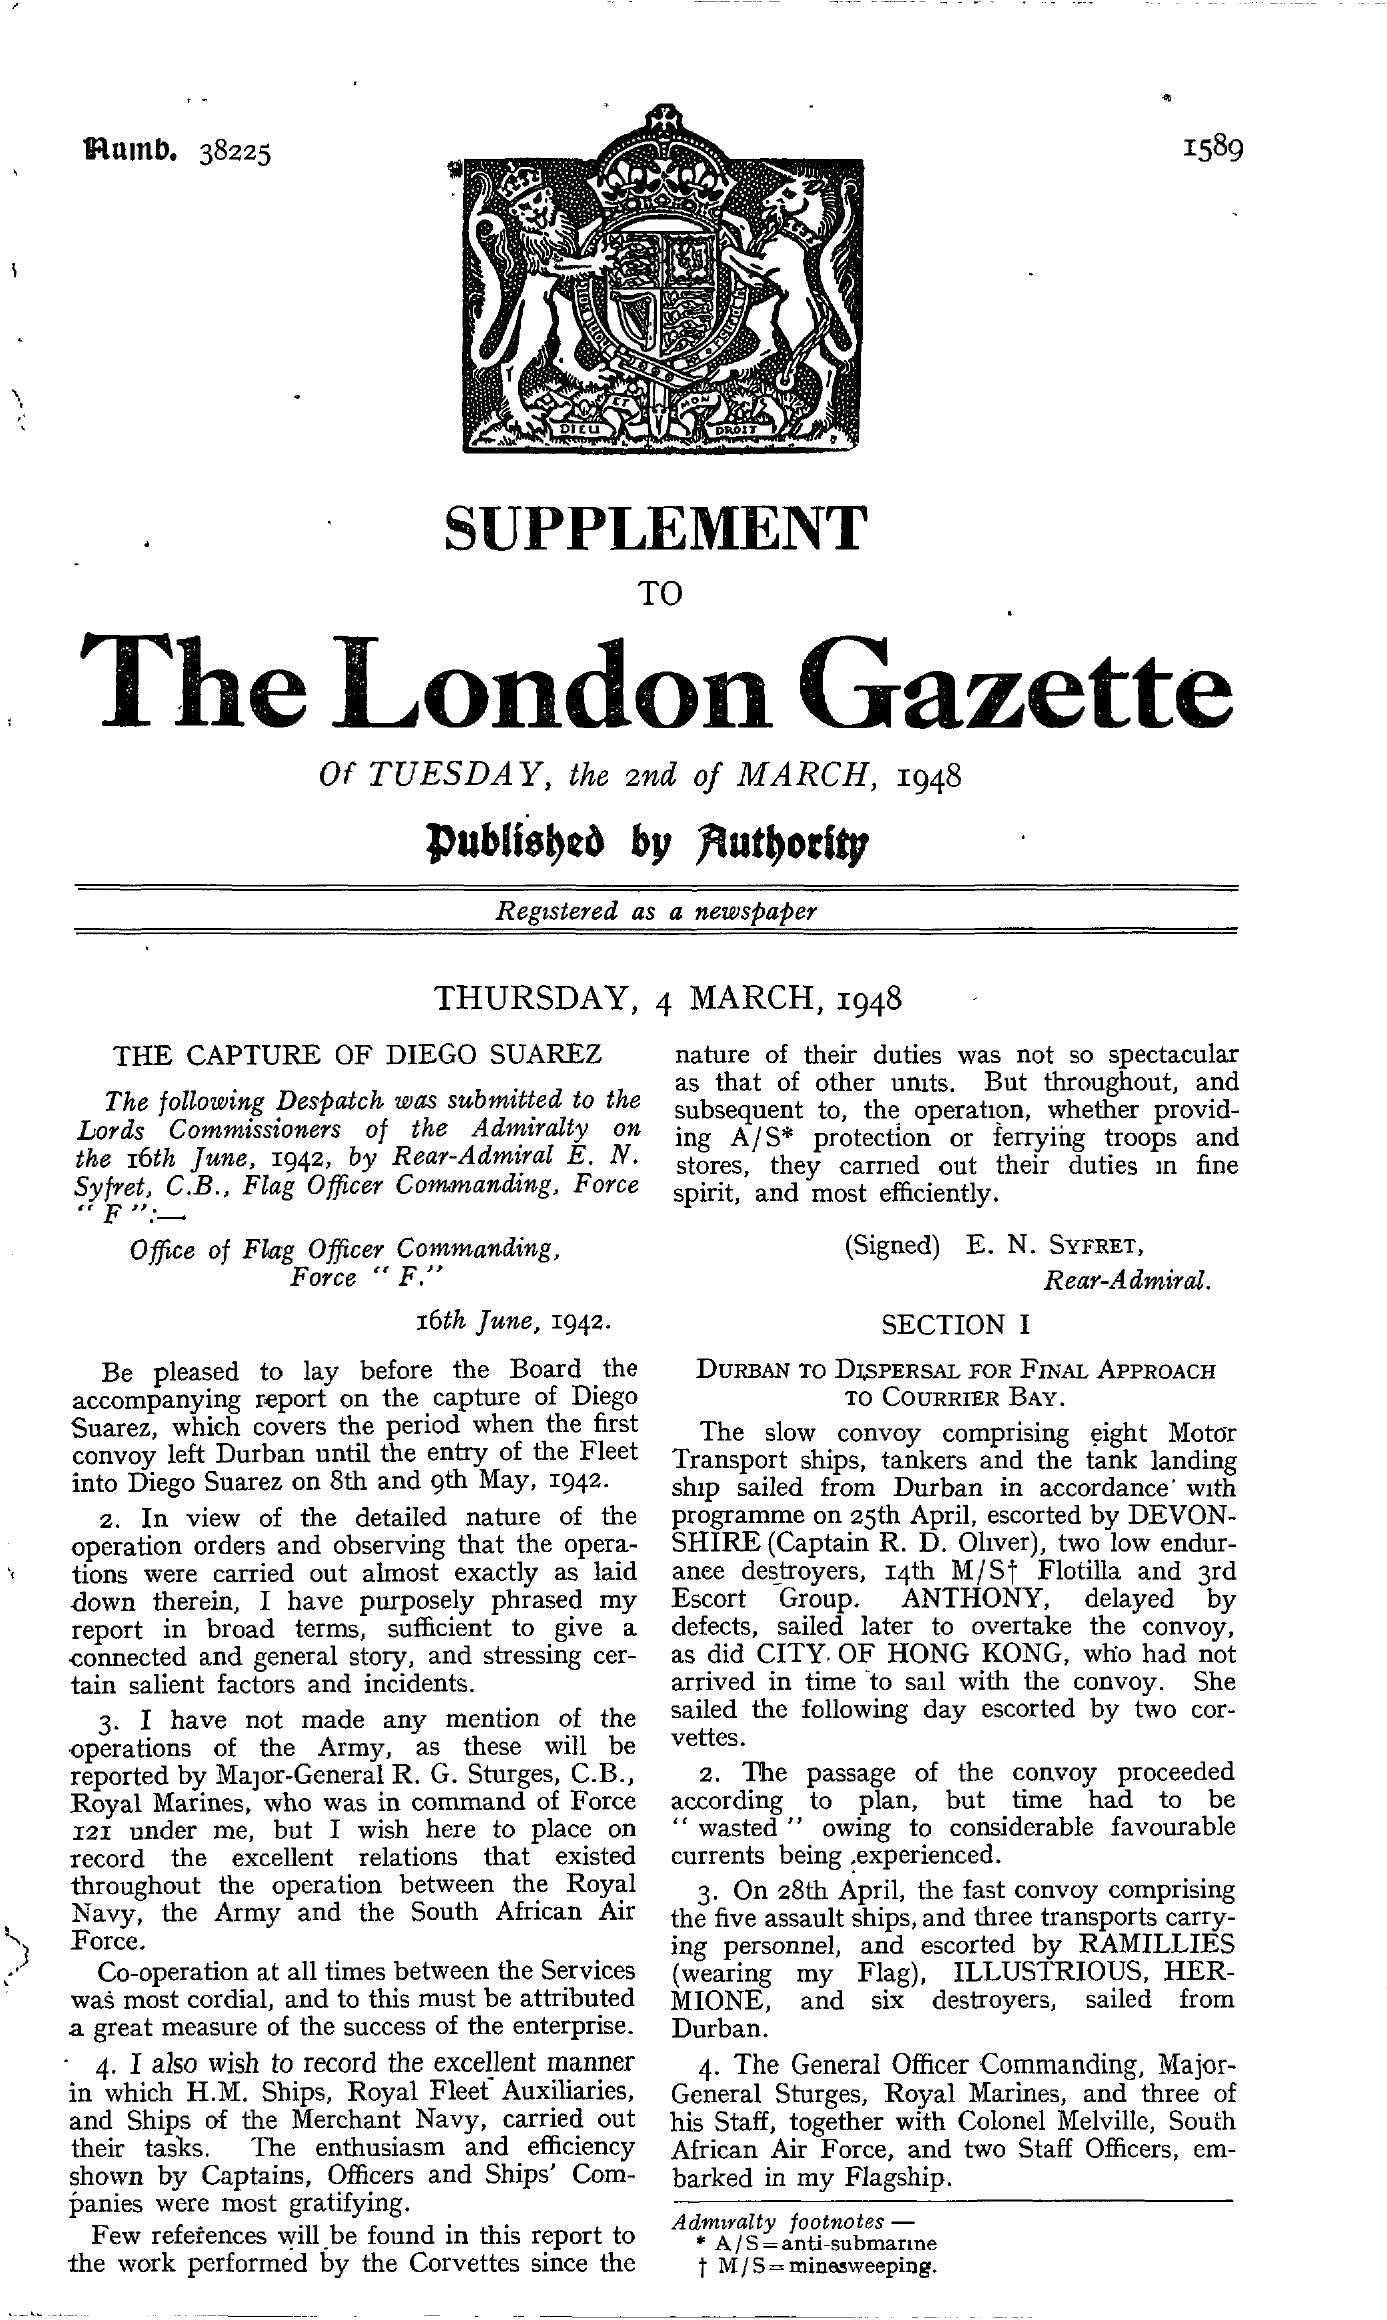 Numb. 38225
1589
DIEU
ET
MON
DROIT
SUPPLEMENT
TO
The London Gazette
Of TUESDAY, the 2nd of MARCH, 1948
Published by Authority
Registered as a newspaper
THURSDAY, 4 MARCH, 1948
THE CAPTURE OF DIEGO SUAREZ
The following Despatch was submitted to the
Lords Commissioners of the Admiralty on
the 16th June, 1942, by Rear-Admiral E. N.
Syfret, C.B., Flag Officer Commanding, Force
" F ":—
Office of Flag Officer Commanding,
Force " F."
16th June, 1942.
Be pleased to lay before the Board the
accompanying report on the capture of Diego
Suarez, which covers the period when the first
convoy left Durban until the entry of the Fleet
into Diego Suarez on 8th and 9th May, 1942.
2. In view of the detailed nature of the
operation orders and observing that the opera-
tions were carried out almost exactly as laid
down therein, I have purposely phrased my
report in broad terms, sufficient to give a
connected and general story, and stressing cer-
tain salient factors and incidents.
3. I have not made any mention of the
operations of the Army, as these will be
reported by Major-General R. G. Sturges, C.B.,
Royal Marines, who was in command of Force
121 under me, but I wish here to place on
record the excellent relations that existed
throughout the operation between the Royal
Navy, the Army and the South African Air
Force.
Co-operation at all times between the Services
was most cordial, and to this must be attributed
a great measure of the success of the enterprise.
4. I also wish to record the excellent manner
in which H.M. Ships, Royal Fleet Auxiliaries,
and Ships of the Merchant Navy, carried out
their tasks. The enthusiasm and efficiency
shown by Captains, Officers and Ships' Com-
panies were most gratifying.
Few references will be found in this report to
the work performed by the Corvettes since the
nature of their duties was not so spectacular
as that of other units. But throughout, and
subsequent to, the operation, whether provid-
ing A/S* protection or ferrying troops and
stores, they carried out their duties in fine
spirit, and most efficiently.
(Signed) E. N. SYFRET,
Rear-Admiral.
SECTION I
DURBAN TO DISPERSAL FOR FINAL APPROACH
TO COURRIER BAY.
The slow convoy comprising eight Motor
Transport ships, tankers and the tank landing
ship sailed from Durban in accordance with
programme on 25th April, escorted by DEVON-
SHIRE (Captain R. D. Oliver), two low endur-
ance destroyers, 14th M/S† Flotilla and 3rd
Escort Group. ANTHONY, delayed by
defects, sailed later to overtake the convoy,
as did CITY OF HONG KONG, who had not
arrived in time to sail with the convoy. She
sailed the following day escorted by two cor-
vettes.
2. The passage of the convoy proceeded
according to plan, but time had to be
" wasted " owing to considerable favourable
currents being experienced.
3. On 28th April, the fast convoy comprising
the five assault ships, and three transports carry-
ing personnel, and escorted by RAMILLIES
(wearing my Flag), ILLUSTRIOUS, HER-
MIONE, and six destroyers, sailed from
Durban.
4. The General Officer Commanding, Major-
General Sturges, Royal Marines, and three of
his Staff, together with Colonel Melville, South
African Air Force, and two Staff Officers, em-
barked in my Flagship.
Admiralty footnotes —
* A/S = anti-submarine
† M/S = minesweeping.